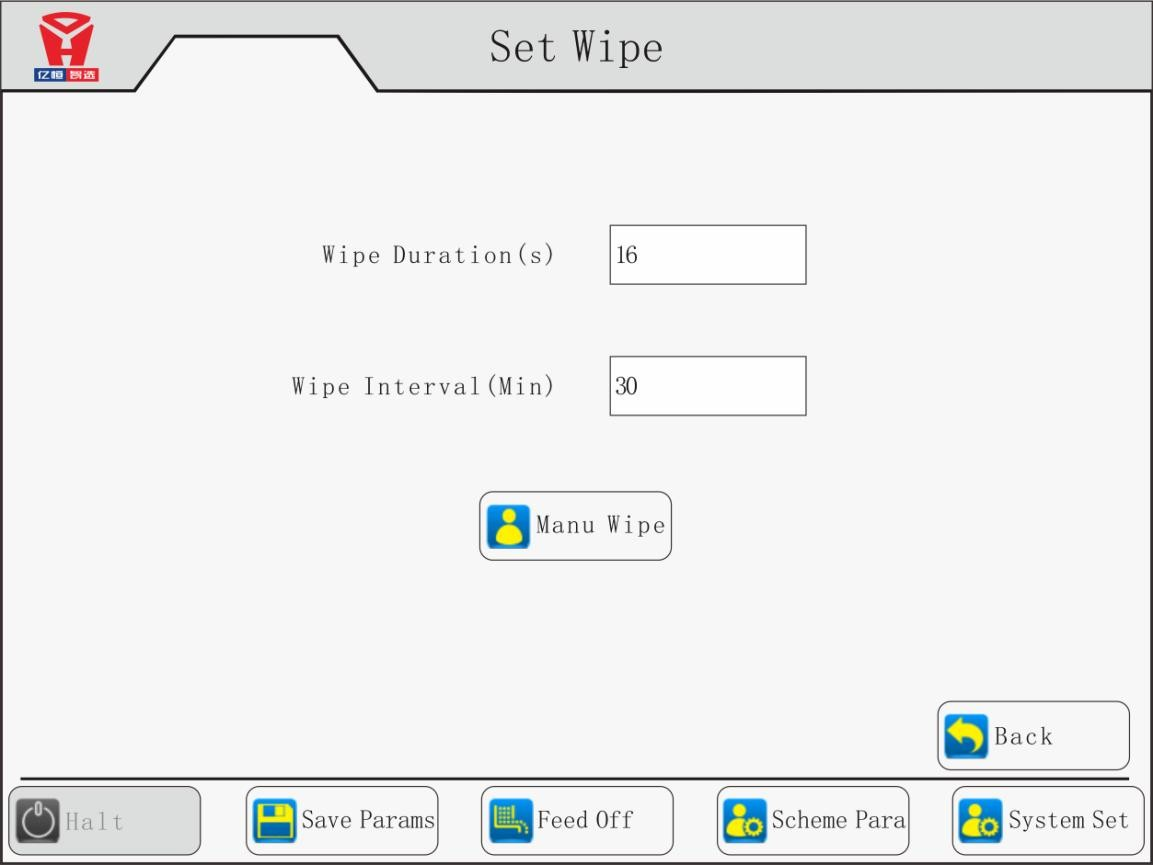 亿恒智选
Set Wipe
Wipe Duration(s)
16
Wipe Interval(Min)
30
Manu Wipe
Back
Halt
Save Params
Feed Off
Scheme Para
System Set